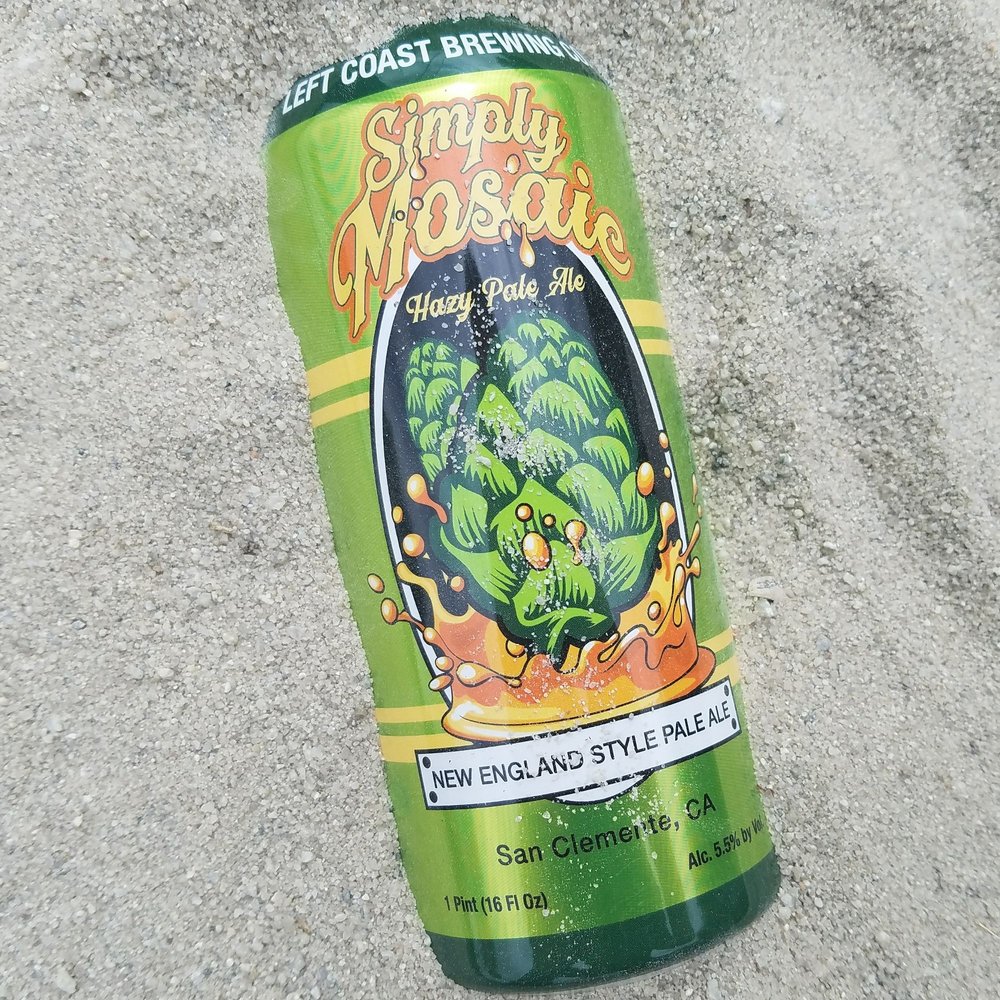 LEFT COAST BREWING
Simply
Mosaic
Hazy Pale Ale
NEW ENGLAND STYLE PALE ALE
San Clemente, CA
Alc. 5.5% by Vol.
1 Pint (16 Fl Oz)